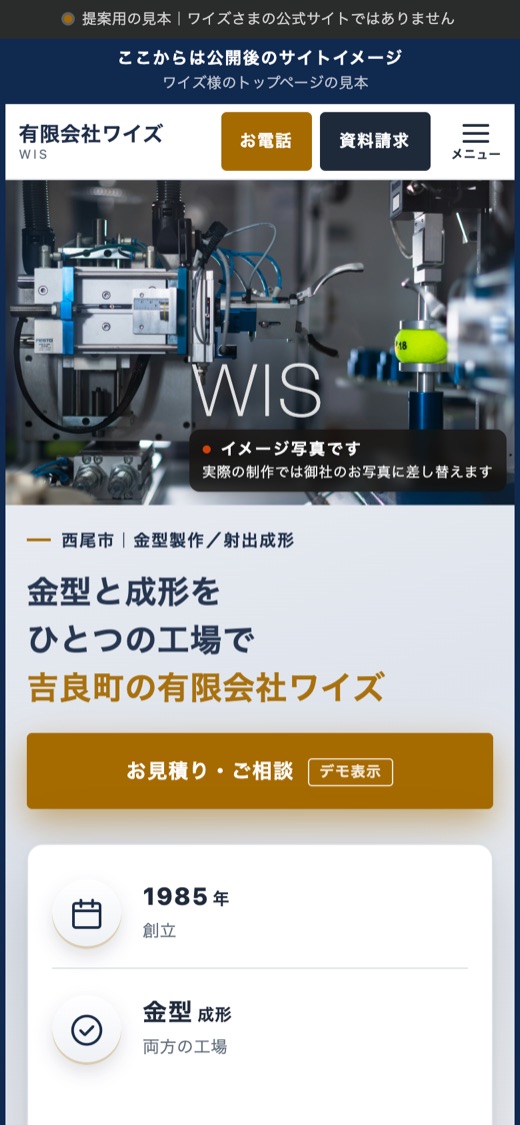 提案用の見本｜ワイズさまの公式サイトではありません
ここからは公開後のサイトイメージ
ワイズ様のトップページの見本
有限会社ワイズ
WIS
お電話
資料請求
メニュー
18
WIS
イメージ写真です
実際の制作では御社のお写真に差し替えます
西尾市｜金型製作／射出成形
金型と成形を
ひとつの工場で
吉良町の有限会社ワイズ
お見積り・ご相談 デモ表示
1985 年
創立
金型 成形
両方の工場